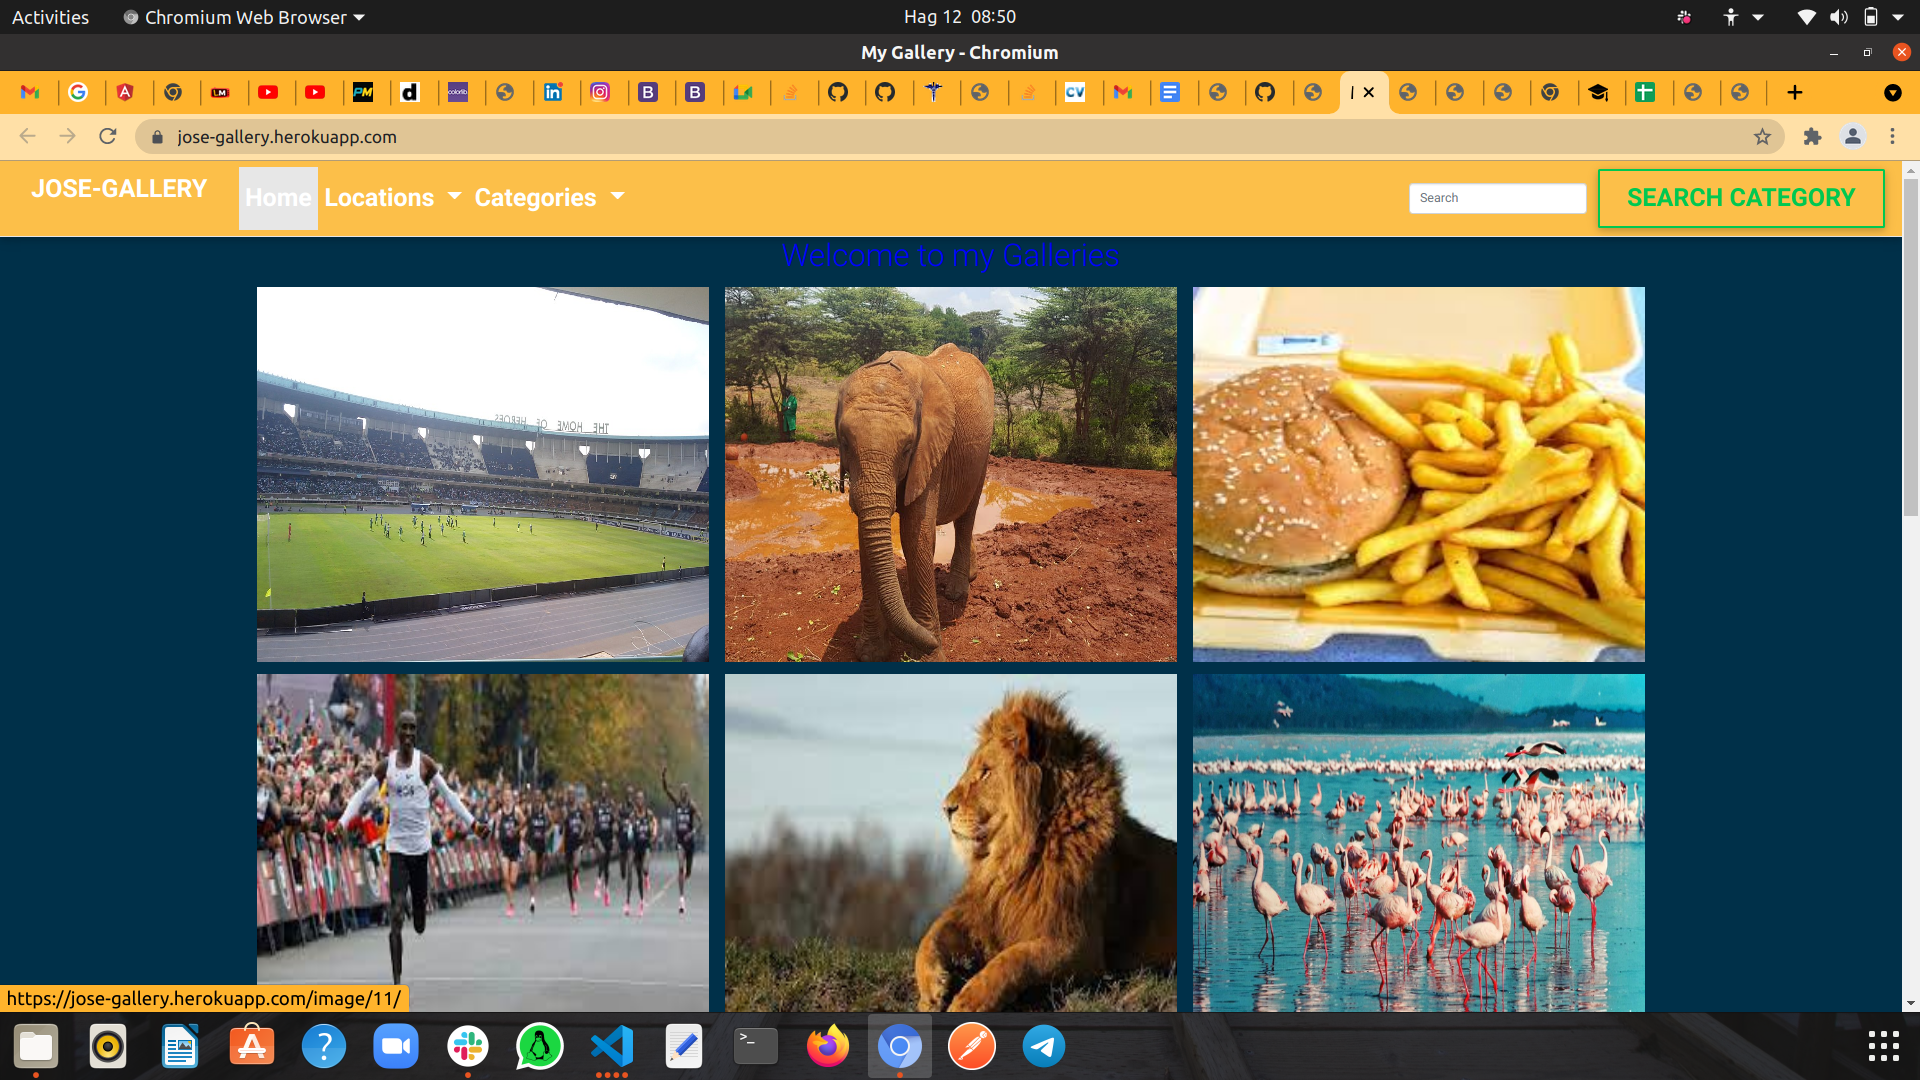 Activities
Chromium Web Browser
Hag 12 08:50
My Gallery - Chromium
jose-gallery.herokuapp.com
JOSE-GALLERY
Home
Locations
Categories
Search
SEARCH CATEGORY
Welcome to my Galleries
THE HOME OF HEROES
https://jose-gallery.herokuapp.com/image/11/